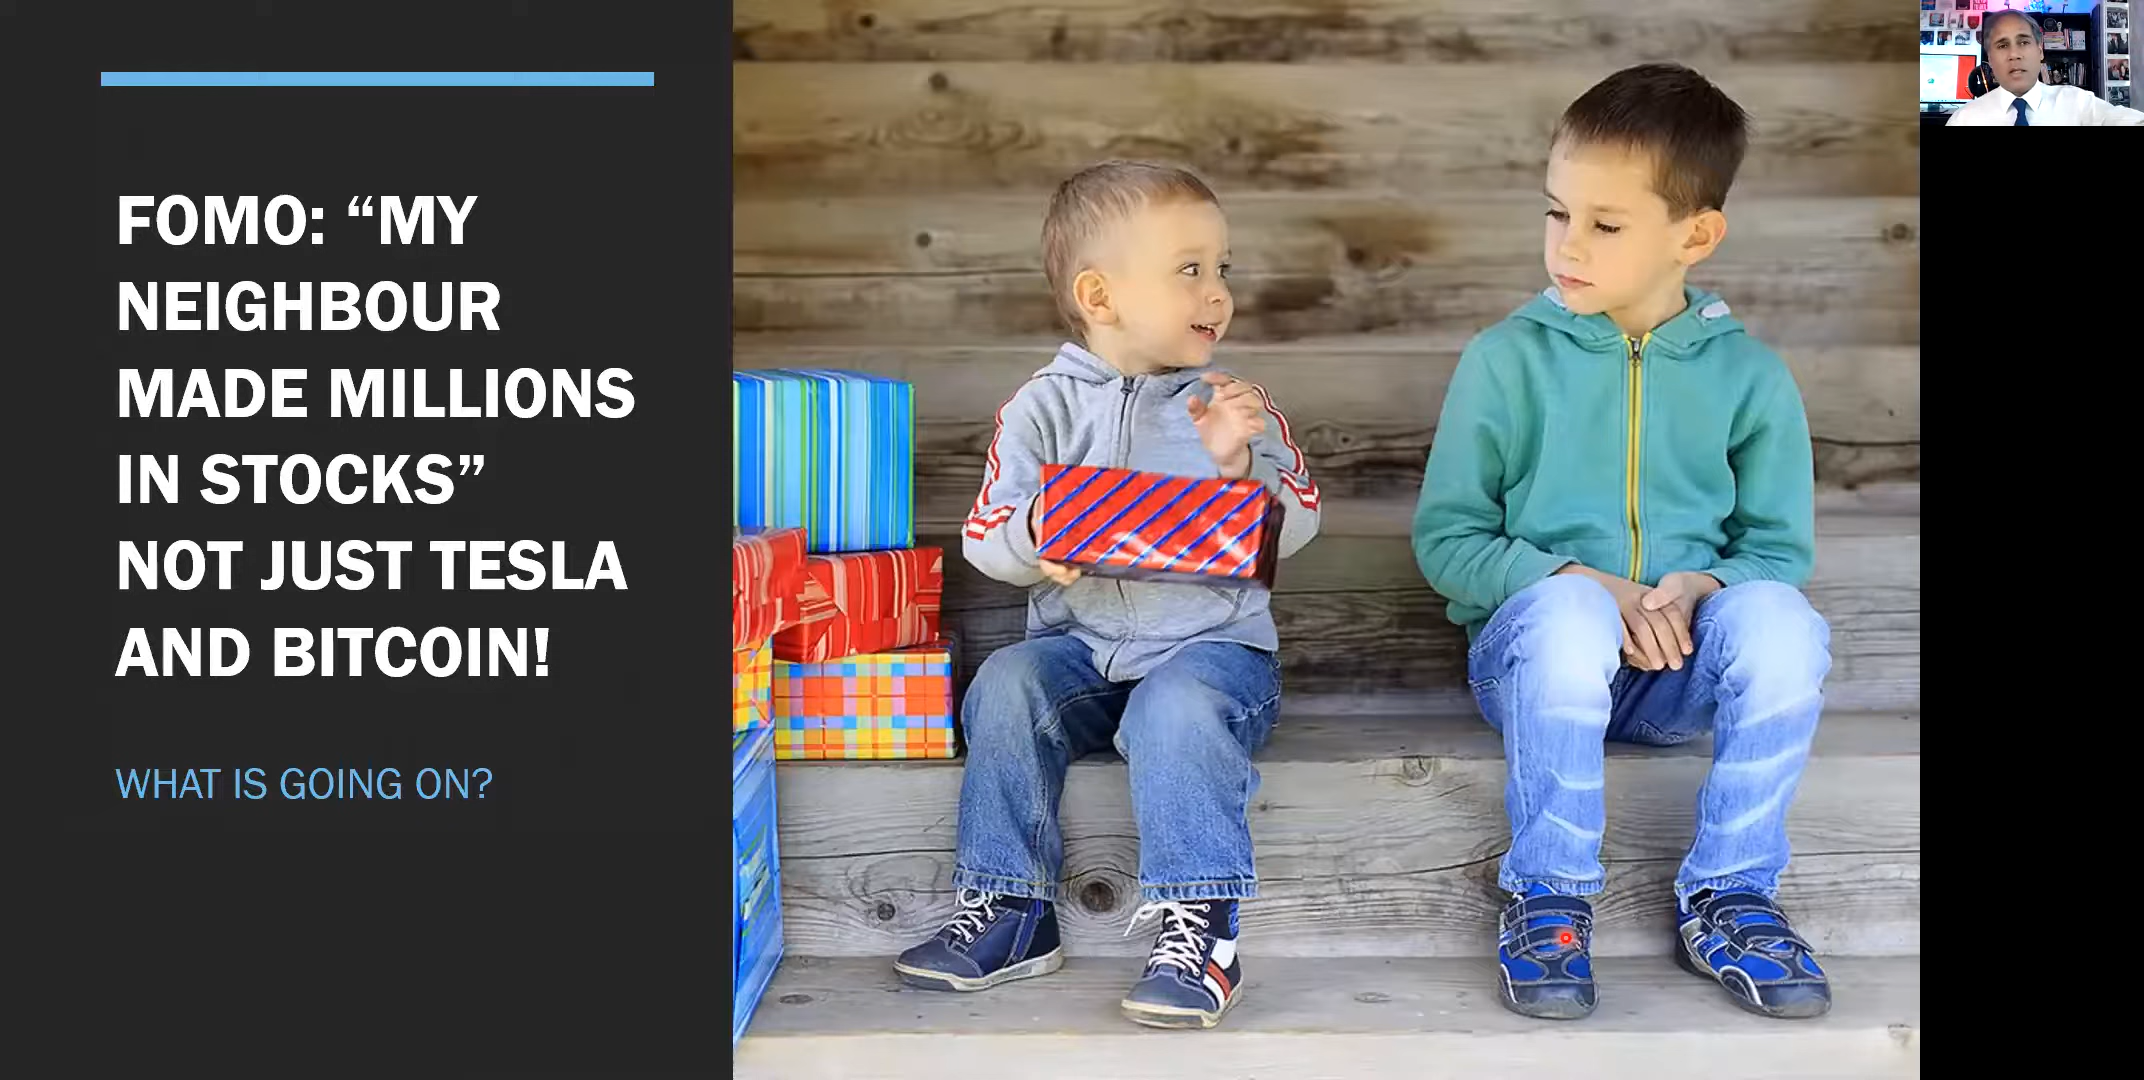 FOMO: “MY
NEIGHBOUR
MADE MILLIONS
IN STOCKS”
NOT JUST TESLA
AND BITCOIN!
WHAT IS GOING ON?